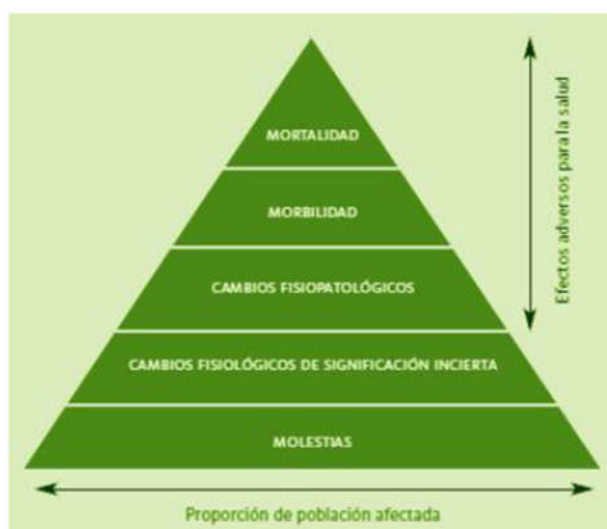 MORTALIDAD
MORBILIDAD
CAMBIOS FISIOPATOLÓGICOS
CAMBIOS FISIOLÓGICOS DE SIGNIFICACIÓN INCIERTA
MOLESTIAS
Efectos adversos para la salud
Proporción de población afectada